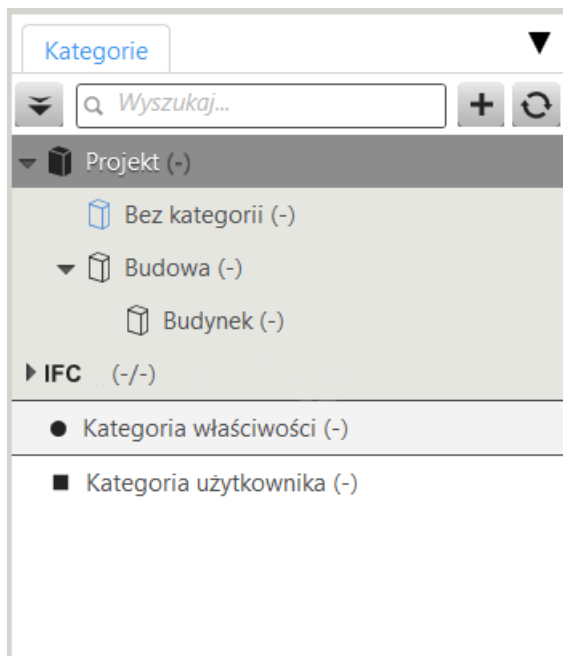 Kategorie
Wyszukaj...
Projekt (-)
Bez kategorii (-)
Budowa (-)
Budynek (-)
IFC (-/-)
Kategoria właściwości (-)
Kategoria użytkownika (-)